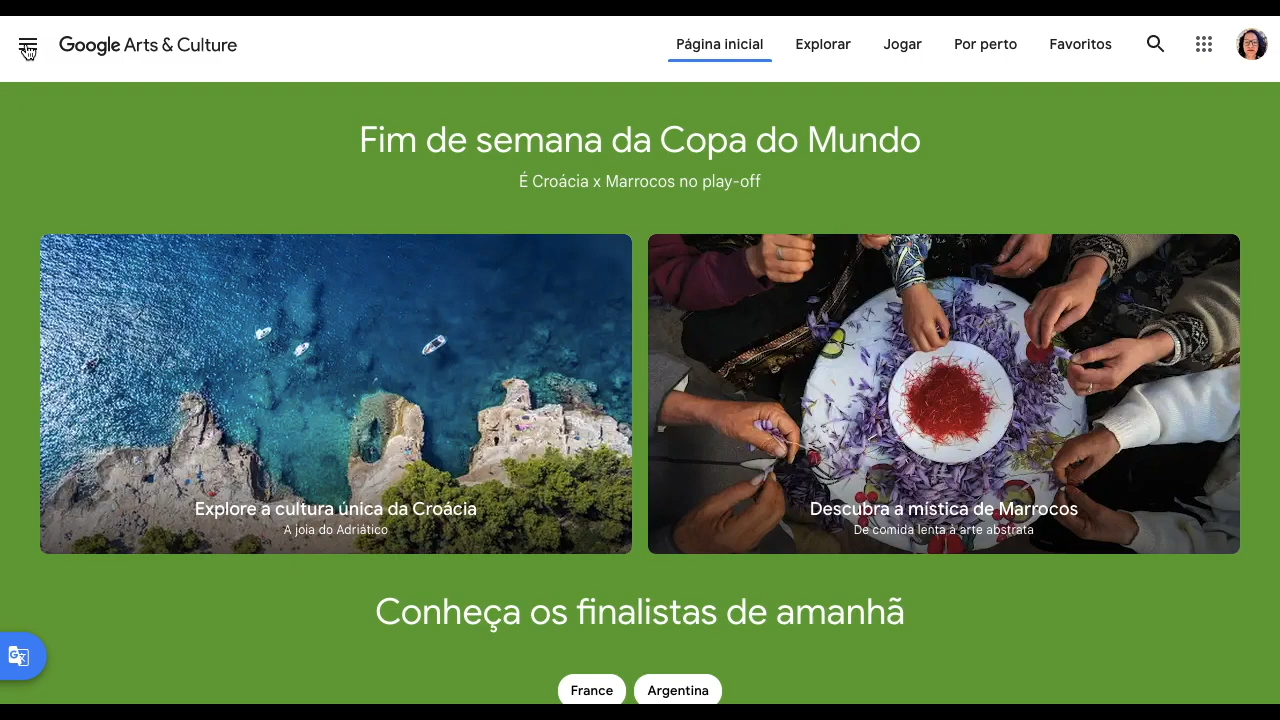 Google Arts & Culture
Página inicial
Explorar
Jogar
Por perto
Favoritos
Fim de semana da Copa do Mundo
É Croácia x Marrocos no play-off
Explore a cultura única da Croácia
A joia do Adriático
Descubra a mística de Marrocos
De comida lenta à arte abstrata
Conheça os finalistas de amanhã
France
Argentina